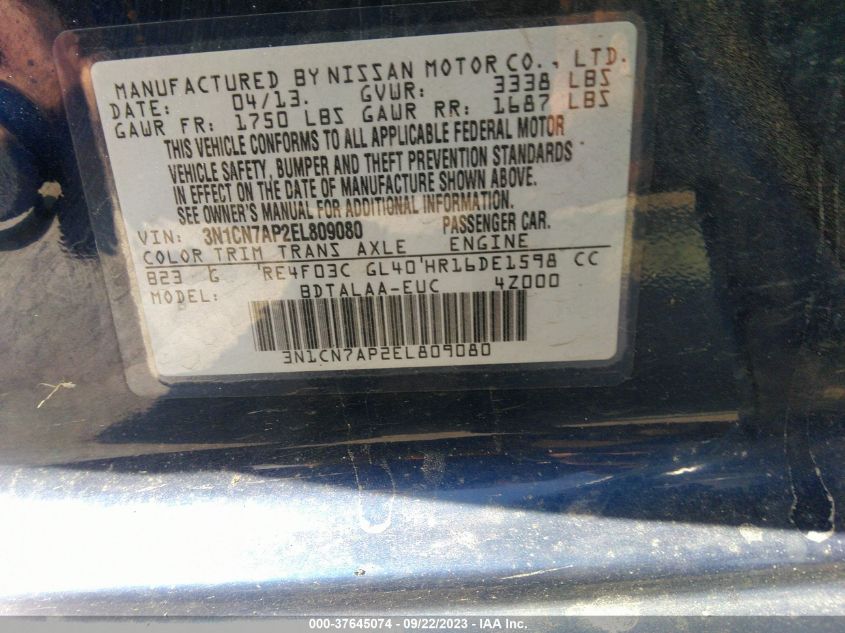 MANUFACTURED BY NISSAN MOTOR CO., LTD.
DATE: 04/13. GVWR: 3338 LBS
GAWR FR: 1750 LBS GAWR RR: 1687 LBS
THIS VEHICLE CONFORMS TO ALL APPLICABLE FEDERAL MOTOR
VEHICLE SAFETY, BUMPER AND THEFT PREVENTION STANDARDS
IN EFFECT ON THE DATE OF MANUFACTURE SHOWN ABOVE.
SEE OWNER'S MANUAL FOR ADDITIONAL INFORMATION.
VIN: 3N1CN7AP2EL809080 PASSENGER CAR.
COLOR TRIM TRANS AXLE ENGINE
B23 G 'RE4F03C GL40'HR16DE1598 CC
MODEL: BDTALAA-EUC 4Z000
3N1CN7AP2EL809080
000-37645074 - 09/22/2023 - IAA Inc.